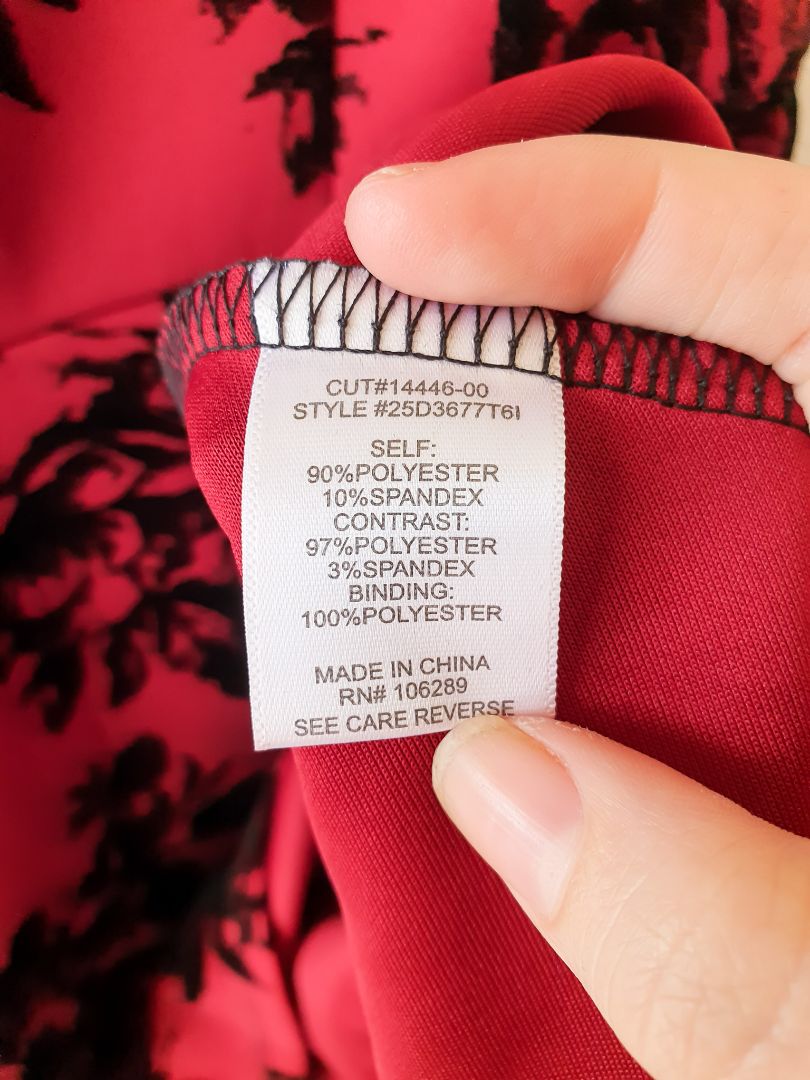 CUT#14446-00
STYLE #25D3677T6I
SELF:
90%POLYESTER
10%SPANDEX
CONTRAST:
97%POLYESTER
3%SPANDEX
BINDING:
100%POLYESTER
MADE IN CHINA
RN# 106289
SEE CARE REVERSE